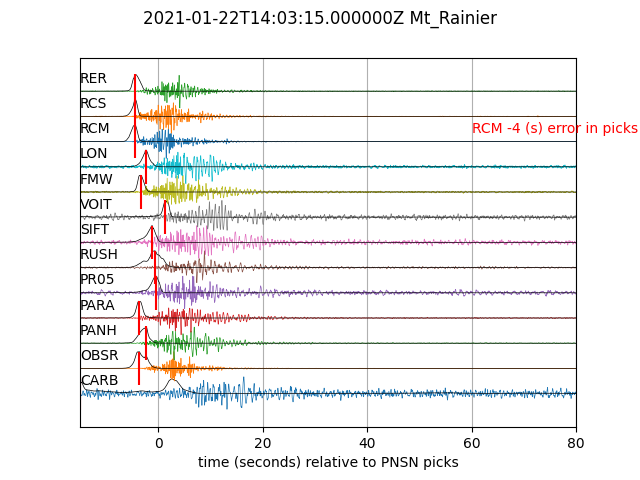 2021-01-22T14:03:15.000000Z Mt_Rainier
RER
RCS
RCM
RCM -4 (s) error in picks
LON
FMW
VOIT
SIFT
RUSH
PR05
PARA
PANH
OBSR
CARB
0 20 40 60 80
time (seconds) relative to PNSN picks